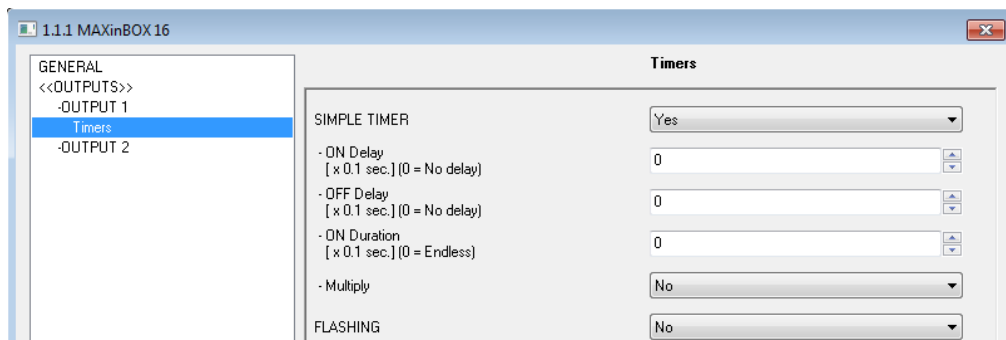 1.1.1 MAXinBOX 16
GENERAL
<<OUTPUTS>>
-OUTPUT 1
Timers
-OUTPUT 2
Timers
SIMPLE TIMER
Yes
- ON Delay
[ x 0.1 sec.] (0 = No delay)
0
- OFF Delay
[ x 0.1 sec.] (0 = No delay)
0
- ON Duration
[ x 0.1 sec.] (0 = Endless)
0
- Multiply
No
FLASHING
No